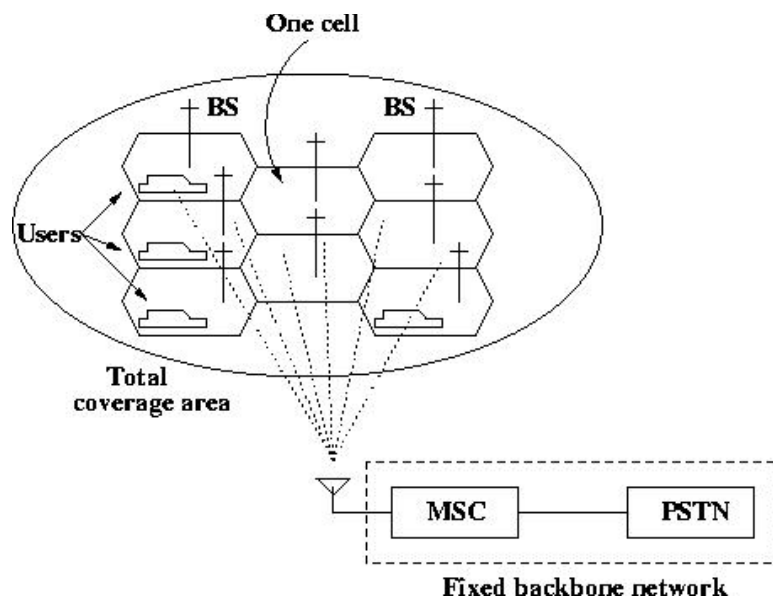 One cell
BS
BS
Users
Total
coverage area
MSC
PSTN
Fixed backbone network